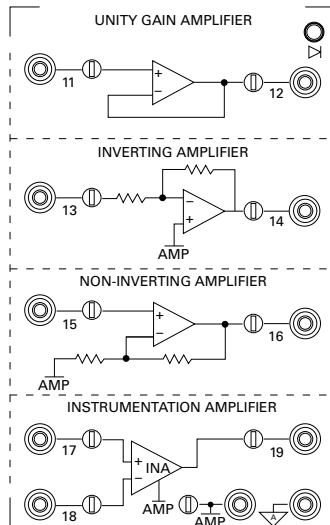 UNITY GAIN AMPLIFIER
+
−
11
12
INVERTING AMPLIFIER
−
+
13
14
AMP
NON-INVERTING AMPLIFIER
+
−
15
16
AMP
INSTRUMENTATION AMPLIFIER
17
19
+
INA
−
18
AMP
AMP
A